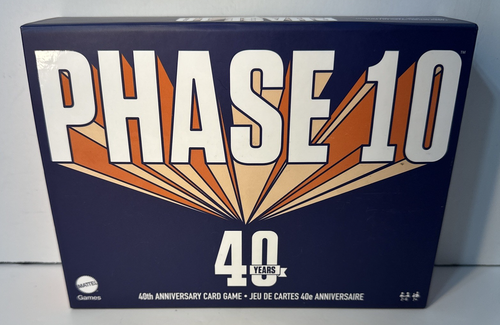 PHASE 10
40
YEARS
MATTEL
Games
40th ANNIVERSARY CARD GAME • JEU DE CARTES 40e ANNIVERSAIRE